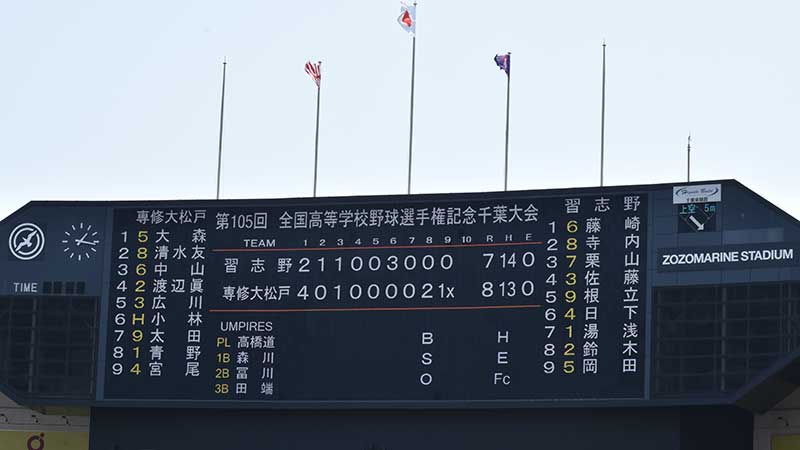 専修大松戸
1 5 大森
2 8 清水友
3 6 中山
4 2 渡辺眞
5 3 広川
6 H 小林
7 9 太田
8 1 青野
9 4 宮尾
TIME
第105回 全国高等学校野球選手権記念千葉大会
TEAM 1 2 3 4 5 6 7 8 9 10 R H E
習志野 2 1 1 0 0 3 0 0 0 7 14 0
専修大松戸 4 0 1 0 0 0 0 2 1x 8 13 0
UMPIRES
PL 高橋道
1B 森川
2B 冨川
3B 田端
B H
S E
O Fc
習志野
1 6 藤崎
2 8 寺内
3 7 栗山
4 3 佐藤
5 9 根立
6 4 日下
7 1 湯浅
8 2 鈴木
9 5 岡田
上空 5m
ZOZOMARINE STADIUM